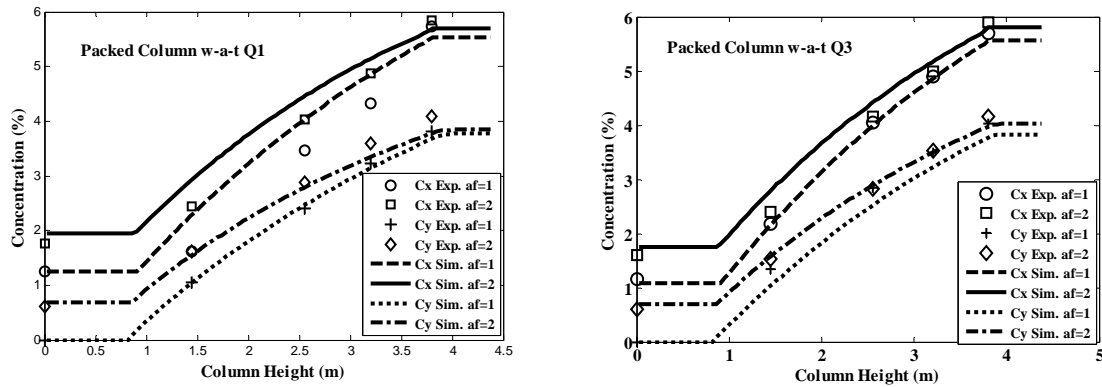 6
5
4
3
2
1
0
Concentration (%)
Packed Column w-a-t Q1
Cx Exp. af=1
Cx Exp. af=2
Cy Exp. af=1
Cy Exp. af=2
Cx Sim. af=1
Cx Sim. af=2
Cy Sim. af=1
Cy Sim. af=2
0 0.5 1 1.5 2 2.5 3 3.5 4 4.5
Column Height (m)
6
5
4
3
2
1
0
Concentration (%)
Packed Column w-a-t Q3
Cx Exp. af=1
Cx Exp. af=2
Cy Exp. af=1
Cy Exp. af=2
Cx Sim. af=1
Cx Sim. af=2
Cy Sim. af=1
Cy Sim. af=2
0 1 2 3 4 5
Column Height (m)